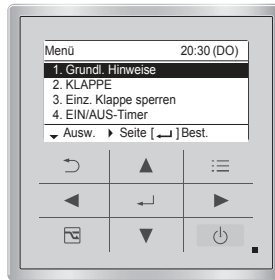 Menü 20:30 (DO)
1. Grundl. Hinweise
2. KLAPPE
3. Einz. Klappe sperren
4. EIN/AUS-Timer
Ausw. Seite [ ] Best.